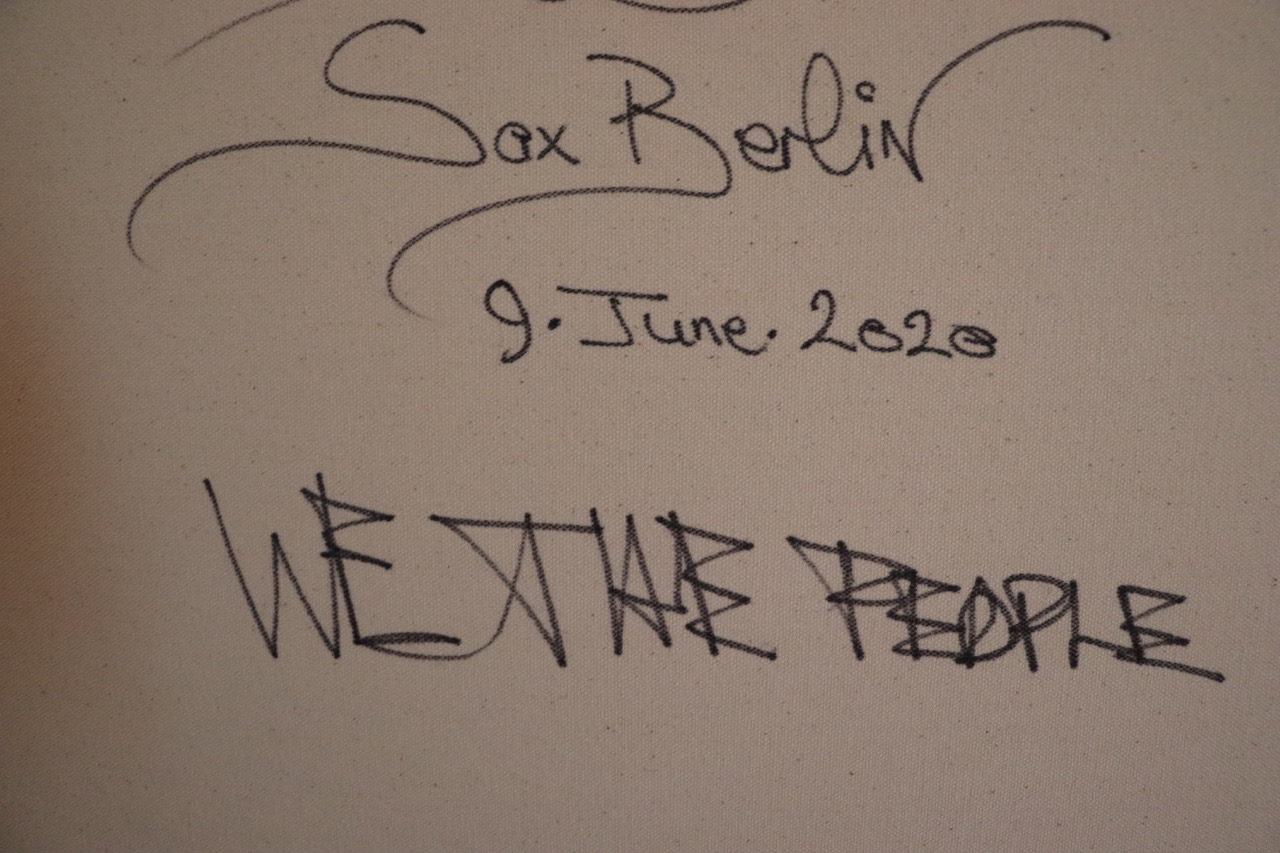 Sax Berlin
9. June. 2020
WE THE PEOPLE